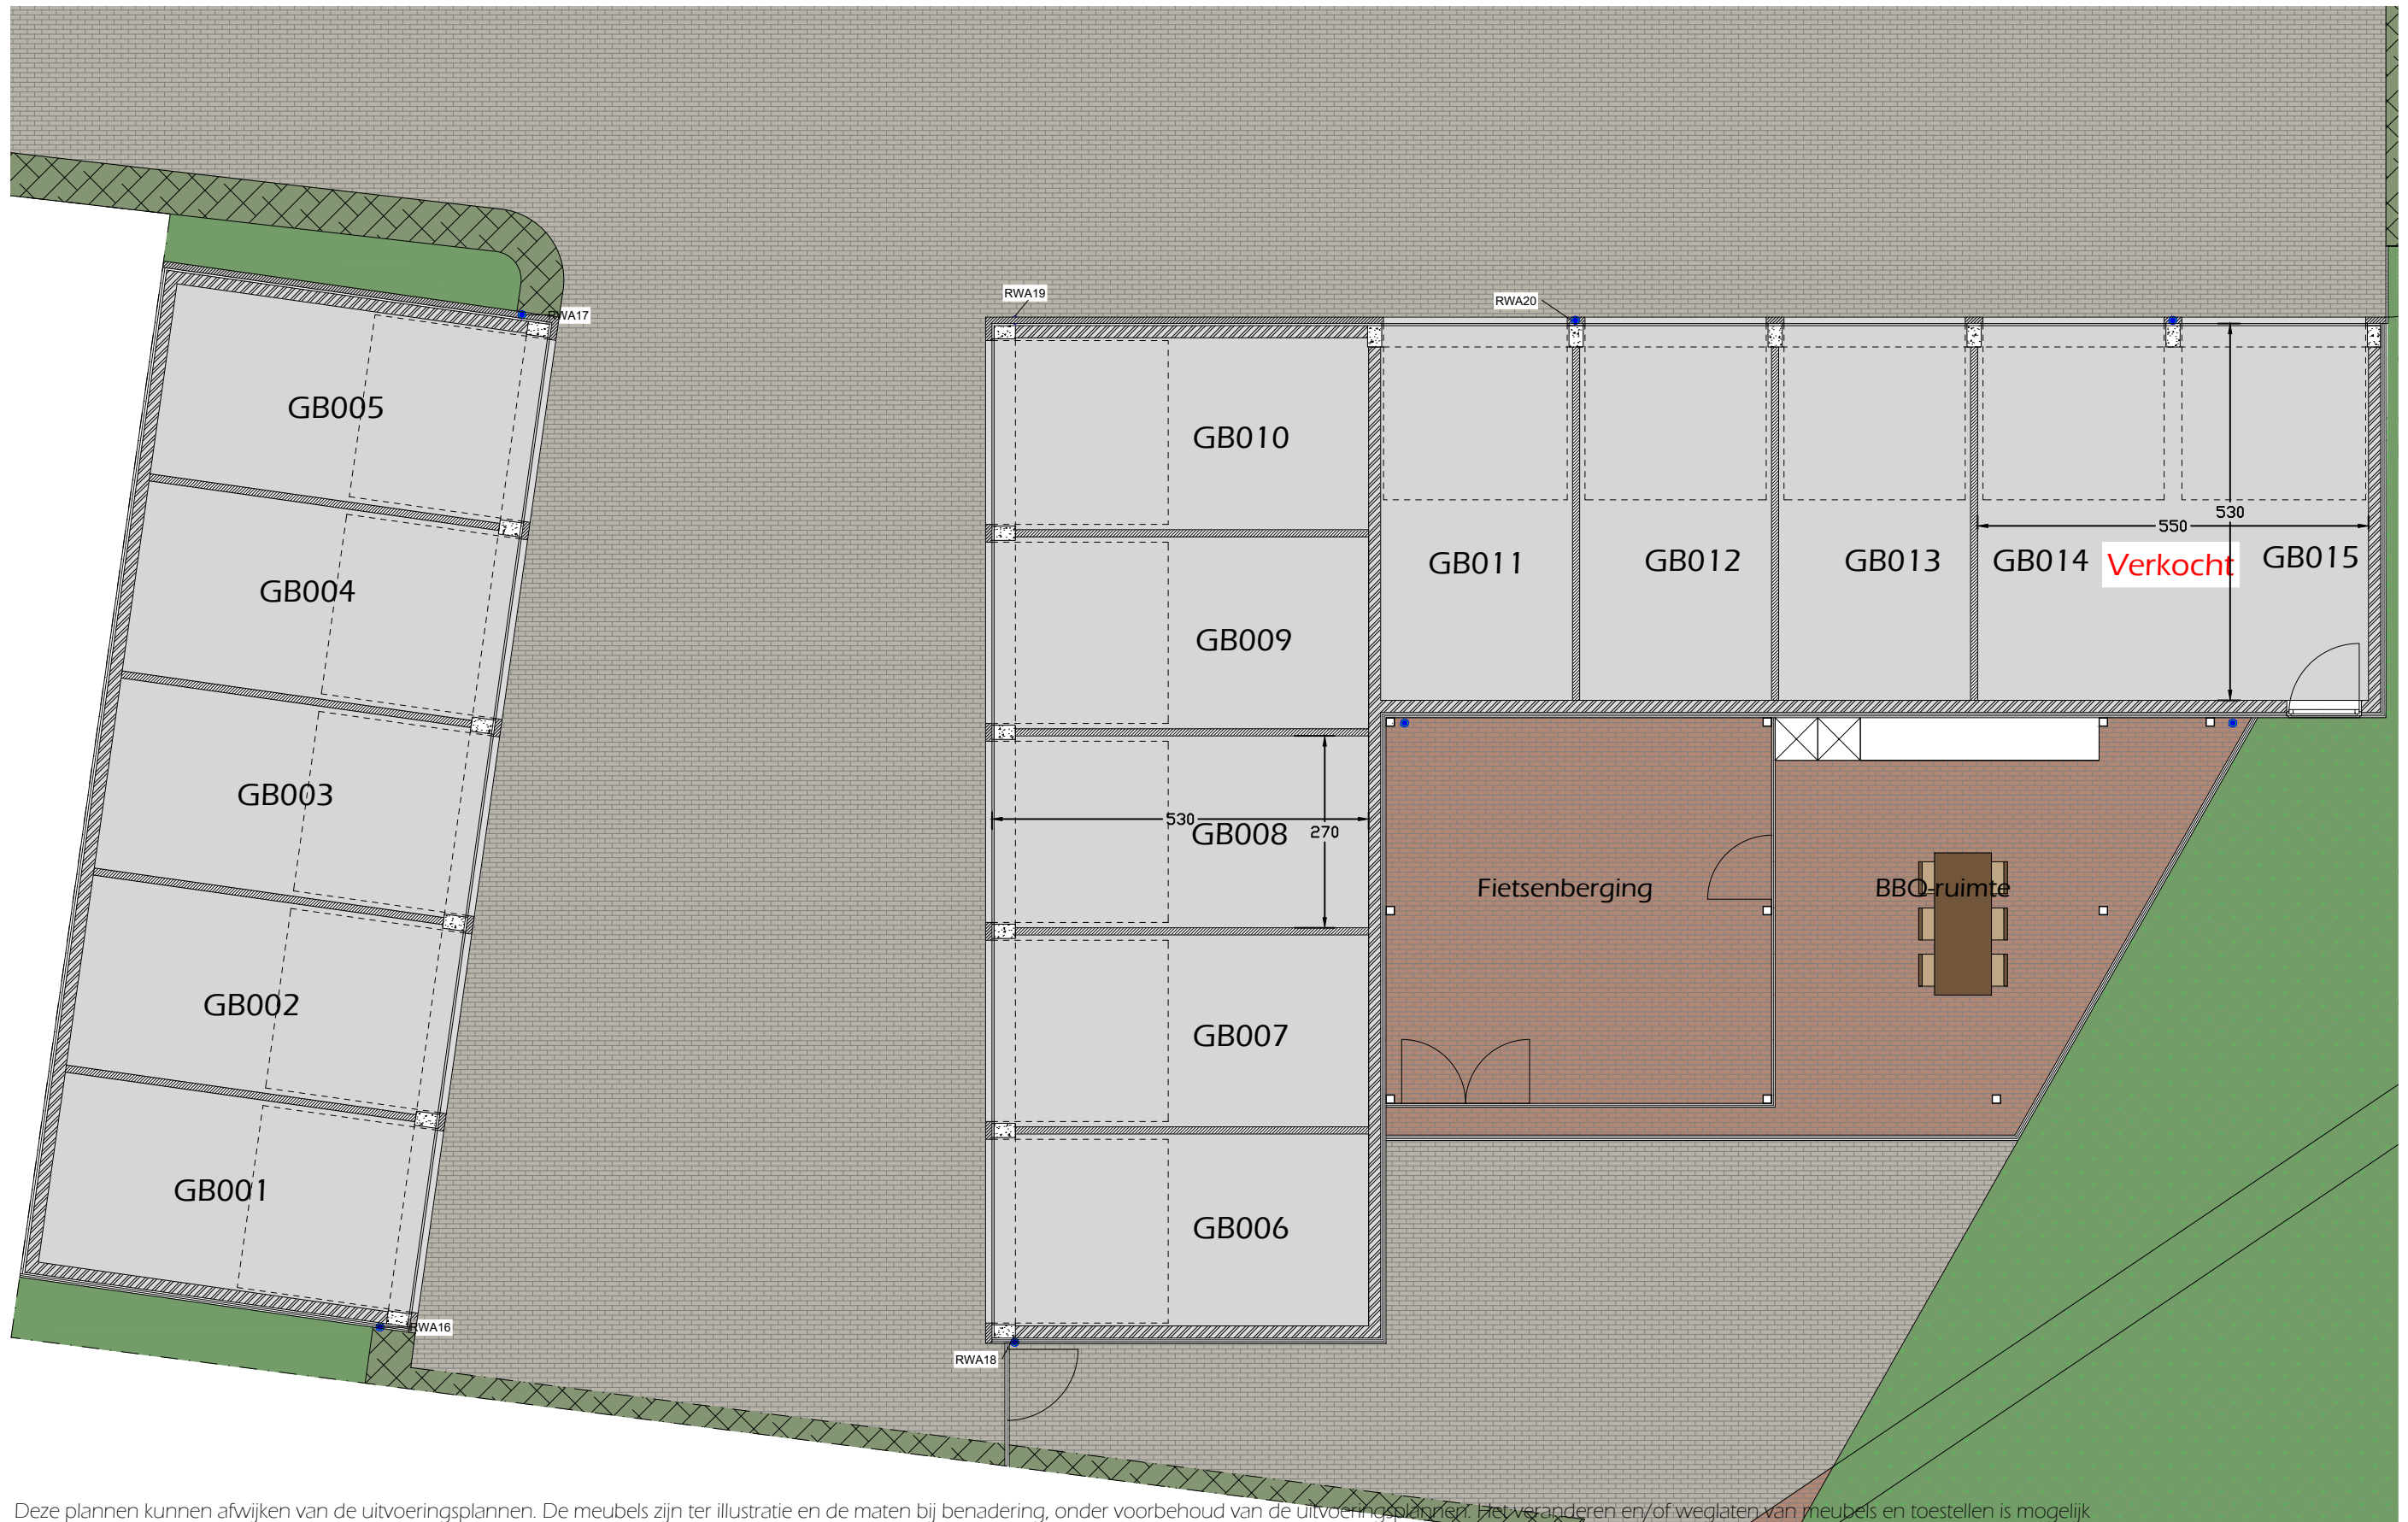 RWA19
RWA20
RWA17
GB005
GB010
530
550
GB011
GB012
GB013
GB014
Verkocht
GB015
GB004
GB009
GB003
530
GB008
270
Fietsenberging
BBQ-ruimte
GB002
GB007
GB001
GB006
RWA16
RWA18
Deze plannen kunnen afwijken van de uitvoeringsplannen. De meubels zijn ter illustratie en de maten bij benadering, onder voorbehoud van de uitvoeringsplannen. Het veranderen en/of weglaten van meubels en toestellen is mogelijk